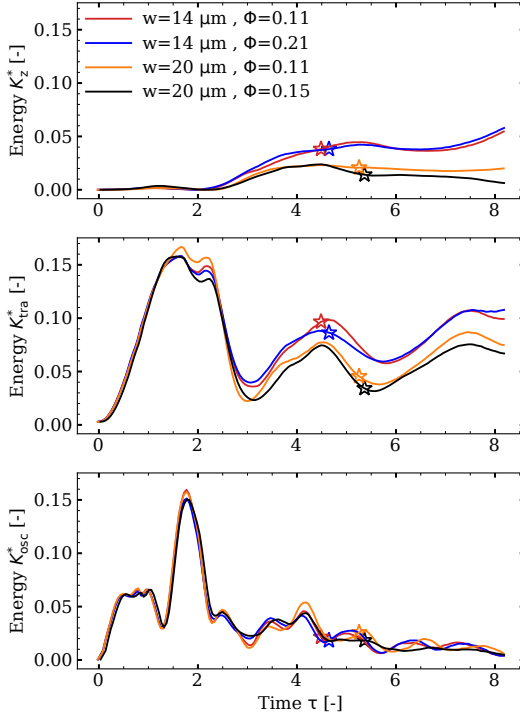 w=14 μm , Φ=0.11
w=14 μm , Φ=0.21
w=20 μm , Φ=0.11
w=20 μm , Φ=0.15
Energy K*z [-]
0.15
0.10
0.05
0.00
0 2 4 6 8
Energy K*tra [-]
0.15
0.10
0.05
0.00
0 2 4 6 8
Energy K*osc [-]
0.15
0.10
0.05
0.00
0 2 4 6 8
Time τ [-]